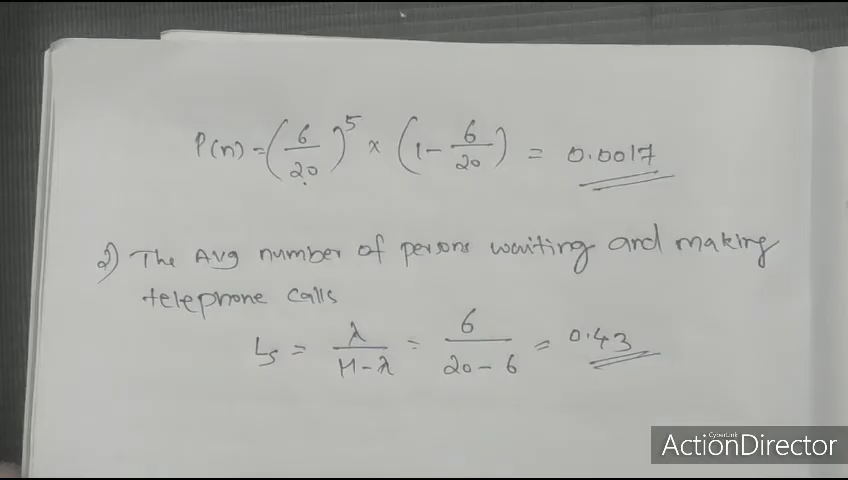 P(n) = (6/20)^5 × (1 - 6/20) = 0.0017
2) The Avg number of persons waiting and making
telephone calls
Ls = λ/(μ-λ) = 6/(20-6) = 0.43
CyberLink
ActionDirector